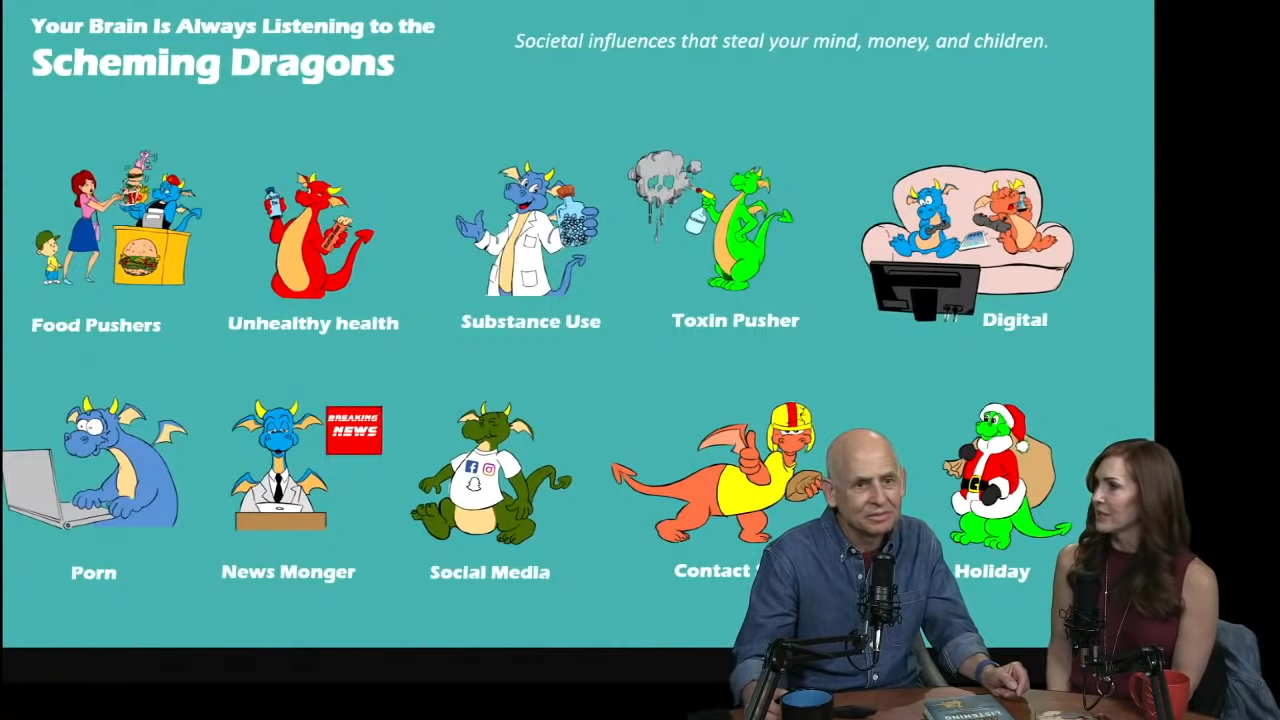 Your Brain Is Always Listening to the
Scheming Dragons
Societal influences that steal your mind, money, and children.
Food Pushers
Unhealthy health
Substance Use
Toxin Pusher
Digital
BREAKING
NEWS
Porn
News Monger
Social Media
Contact
Holiday
LISTENING